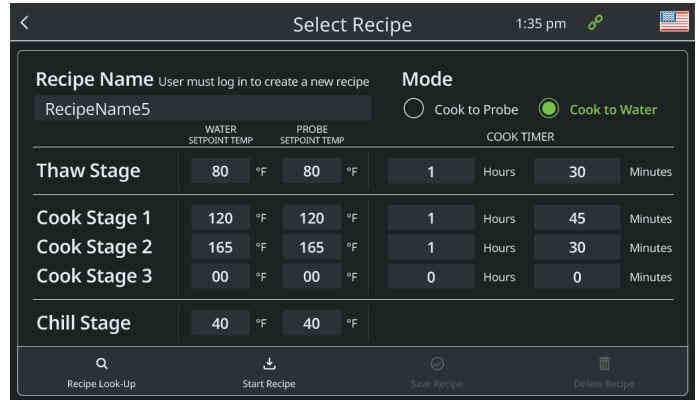 Select Recipe 1:35 pm
Recipe Name User must log in to create a new recipe Mode
RecipeName5 Cook to Probe Cook to Water
WATER SETPOINT TEMP PROBE SETPOINT TEMP COOK TIMER
Thaw Stage 80 °F 80 °F 1 Hours 30 Minutes
Cook Stage 1 120 °F 120 °F 1 Hours 45 Minutes
Cook Stage 2 165 °F 165 °F 1 Hours 30 Minutes
Cook Stage 3 00 °F 00 °F 0 Hours 0 Minutes
Chill Stage 40 °F 40 °F
Recipe Look-Up Start Recipe Save Recipe Delete Recipe